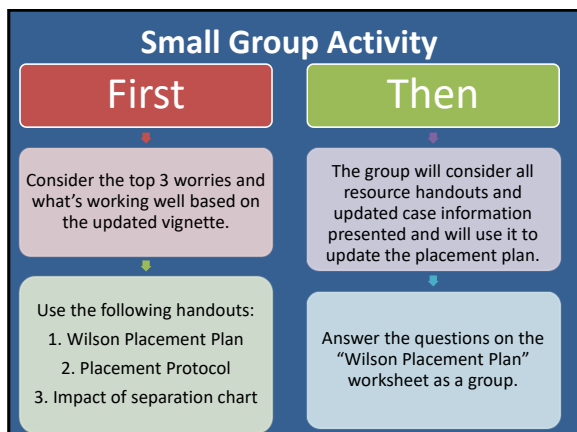 Small Group Activity
First
Consider the top 3 worries and
what's working well based on
the updated vignette.
Use the following handouts:
1. Wilson Placement Plan
2. Placement Protocol
3. Impact of separation chart
Then
The group will consider all
resource handouts and
updated case information
presented and will use it to
update the placement plan.
Answer the questions on the
“Wilson Placement Plan”
worksheet as a group.